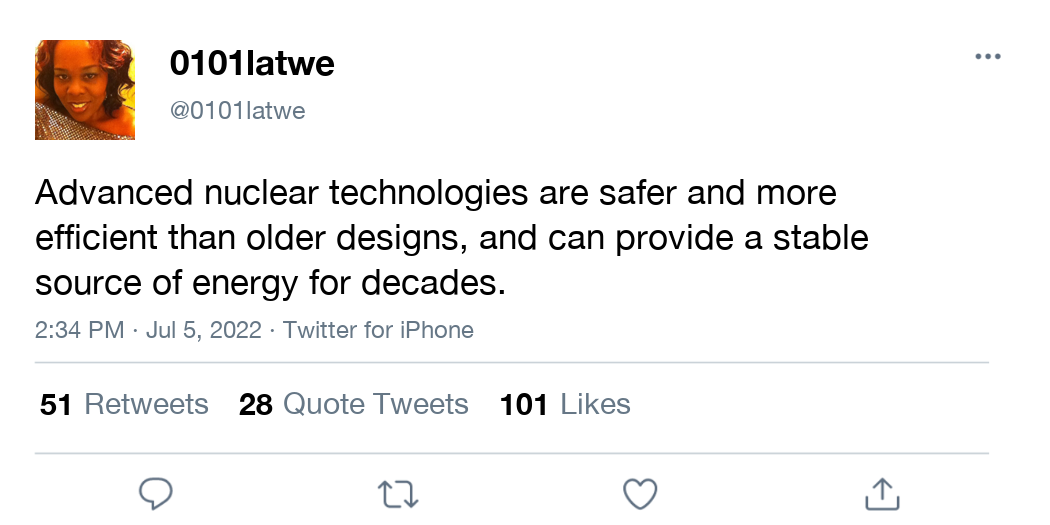 0101latwe
@0101latwe
Advanced nuclear technologies are safer and more
efficient than older designs, and can provide a stable
source of energy for decades.
2:34 PM · Jul 5, 2022 · Twitter for iPhone
51 Retweets 28 Quote Tweets 101 Likes